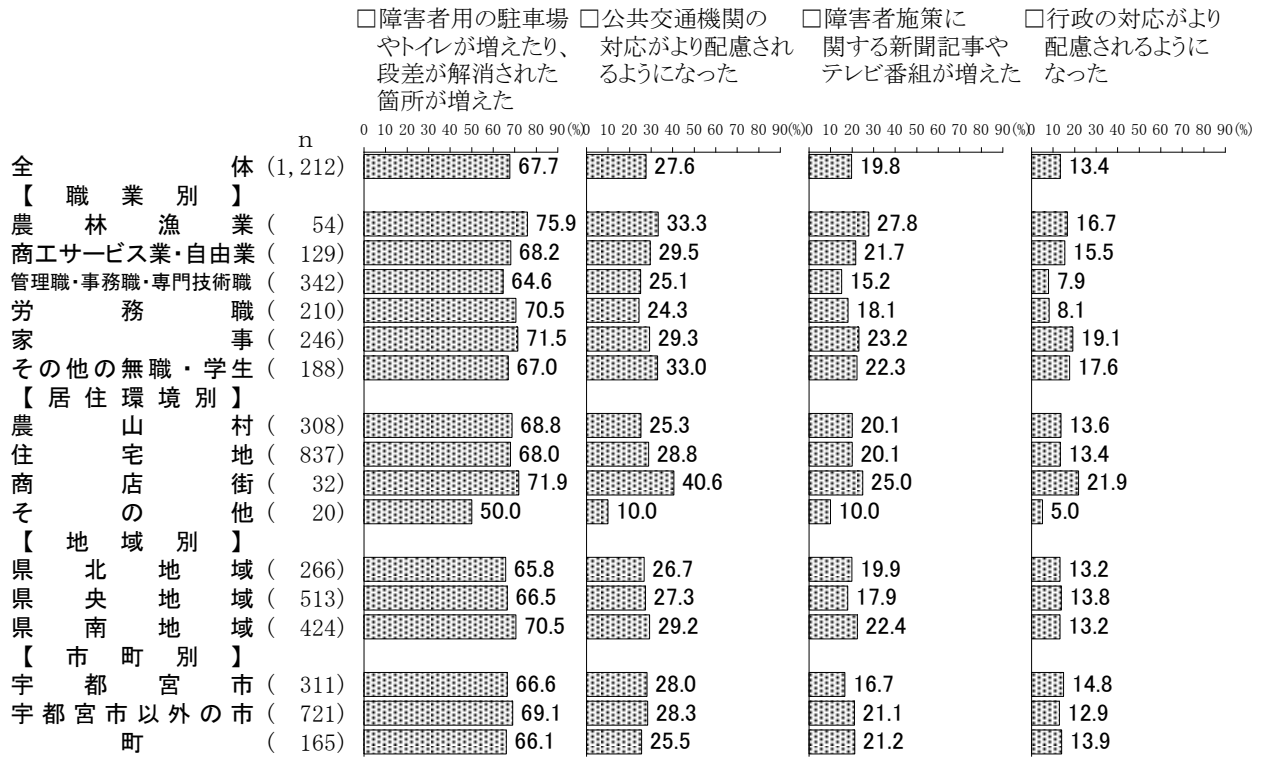 □障害者用の駐車場
やトイレが増えたり、
段差が解消された
箇所が増えた
□公共交通機関の
対応がより配慮され
るようになった
□障害者施策に
関する新聞記事や
テレビ番組が増えた
□行政の対応がより
配慮されるように
なった
n
0 10 20 30 40 50 60 70 80 90(%) 0 10 20 30 40 50 60 70 80 90(%) 0 10 20 30 40 50 60 70 80 90(%) 0 10 20 30 40 50 60 70 80 90(%)
全体 (1,212) 67.7 27.6 19.8 13.4
【職業別】
農林漁業 ( 54) 75.9 33.3 27.8 16.7
商工サービス業・自由業 ( 129) 68.2 29.5 21.7 15.5
管理職・事務職・専門技術職 ( 342) 64.6 25.1 15.2 7.9
労務職 ( 210) 70.5 24.3 18.1 8.1
家事 ( 246) 71.5 29.3 23.2 19.1
その他の無職・学生 ( 188) 67.0 33.0 22.3 17.6
【居住環境別】
農山村 ( 308) 68.8 25.3 20.1 13.6
住宅地 ( 837) 68.0 28.8 20.1 13.4
商店街 ( 32) 71.9 40.6 25.0 21.9
その他 ( 20) 50.0 10.0 10.0 5.0
【地域別】
県北地域 ( 266) 65.8 26.7 19.9 13.2
県央地域 ( 513) 66.5 27.3 17.9 13.8
県南地域 ( 424) 70.5 29.2 22.4 13.2
【市町別】
宇都宮市 ( 311) 66.6 28.0 16.7 14.8
宇都宮市以外の市 ( 721) 69.1 28.3 21.1 12.9
町 ( 165) 66.1 25.5 21.2 13.9